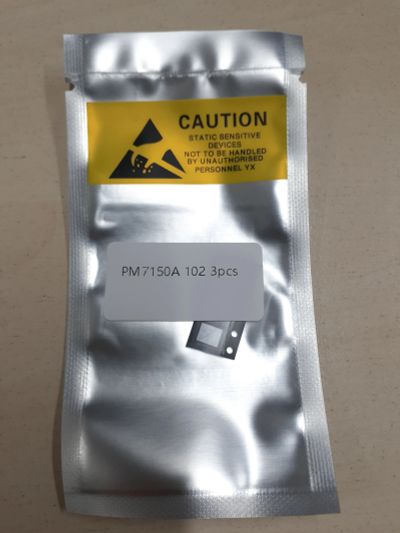 CAUTION
STATIC SENSITIVE
DEVICES
NOT TO BE HANDLED
BY UNAUTHORISED
PERSONNEL YX
PM7150A 102 3pcs